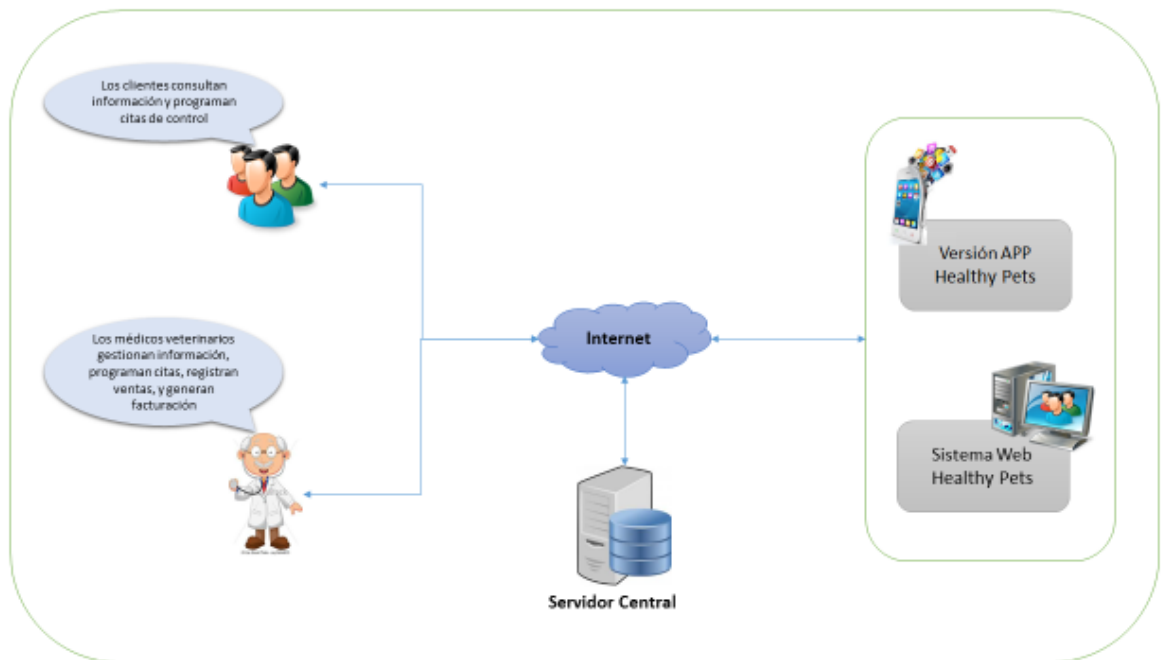 Los clientes consultan
información y programan
citas de control
Los médicos veterinarios
gestionan información,
programan citas, registran
ventas, y generan
facturación
Internet
Servidor Central
Versión APP
Healthy Pets
Sistema Web
Healthy Pets